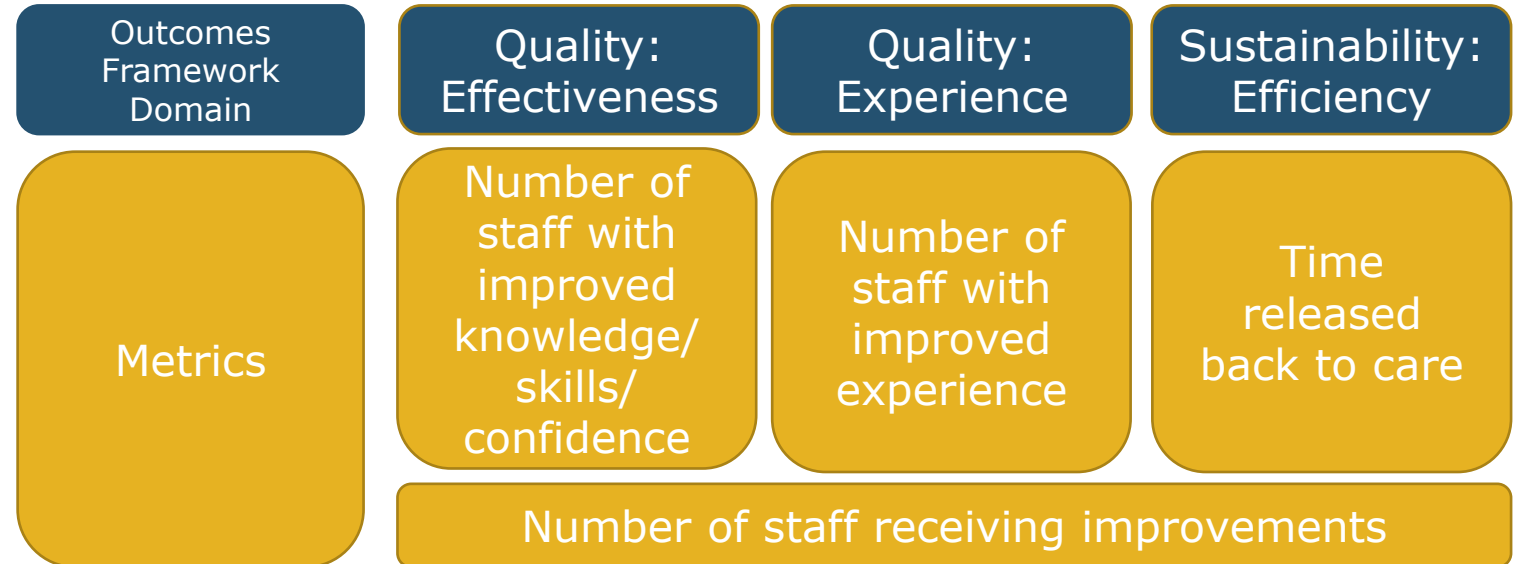 Outcomes
Framework
Domain
Quality:
Effectiveness
Quality:
Experience
Sustainability:
Efficiency
Metrics
Number of
staff with
improved
knowledge/
skills/
confidence
Number of
staff with
improved
experience
Time
released
back to care
Number of staff receiving improvements